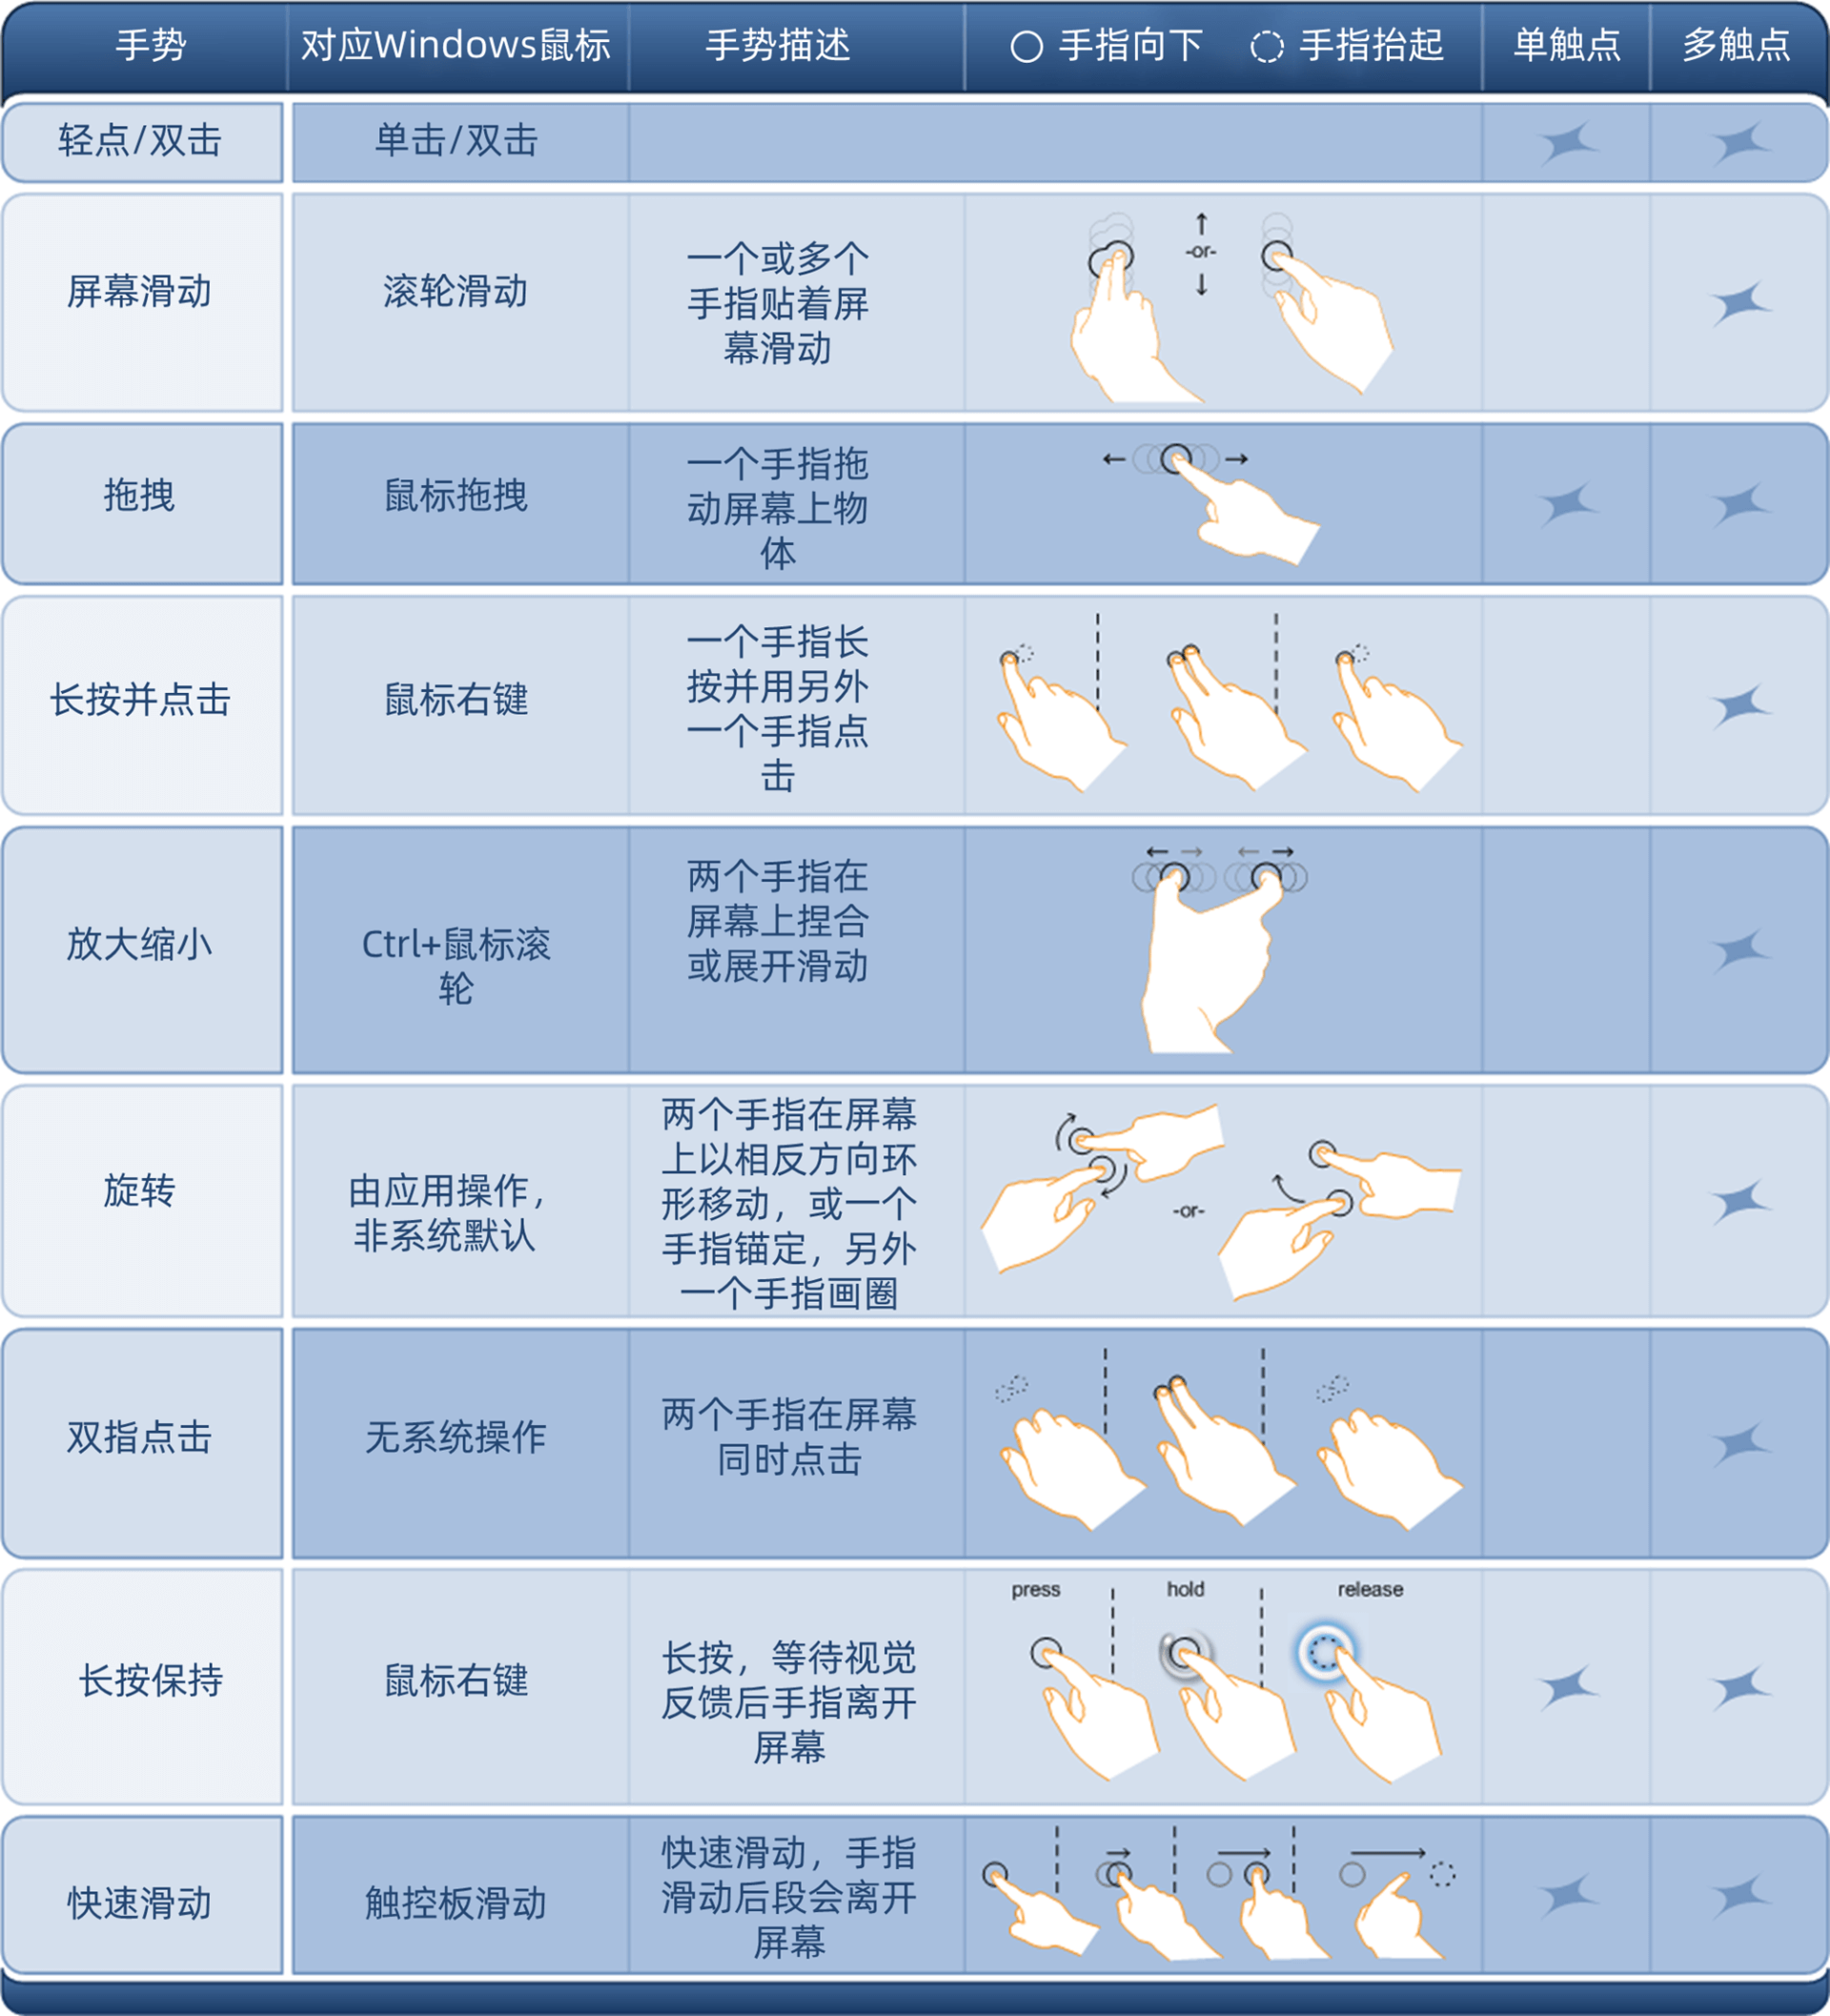 手势 对应Windows鼠标 手势描述 手指向下 手指抬起 单触点 多触点
轻点/双击 单击/双击
屏幕滑动
滚轮滑动
一个或多个
手指贴着屏
幕滑动
-or-
拖拽
鼠标拖拽
一个手指拖
动屏幕上物
体
长按并点击
鼠标右键
一个手指长
按并用另外
一个手指点
击
放大缩小
Ctrl+鼠标滚
轮
两个手指在
屏幕上捏合
或展开滑动
旋转
由应用操作，
非系统默认
两个手指在屏幕
上以相反方向环
形移动，或一个
手指锚定，另外
一个手指画圈
-or-
双指点击
无系统操作
两个手指在屏幕
同时点击
长按保持
鼠标右键
长按，等待视觉
反馈后手指离开
屏幕
press hold release
快速滑动
触控板滑动
快速滑动，手指
滑动后段会离开
屏幕